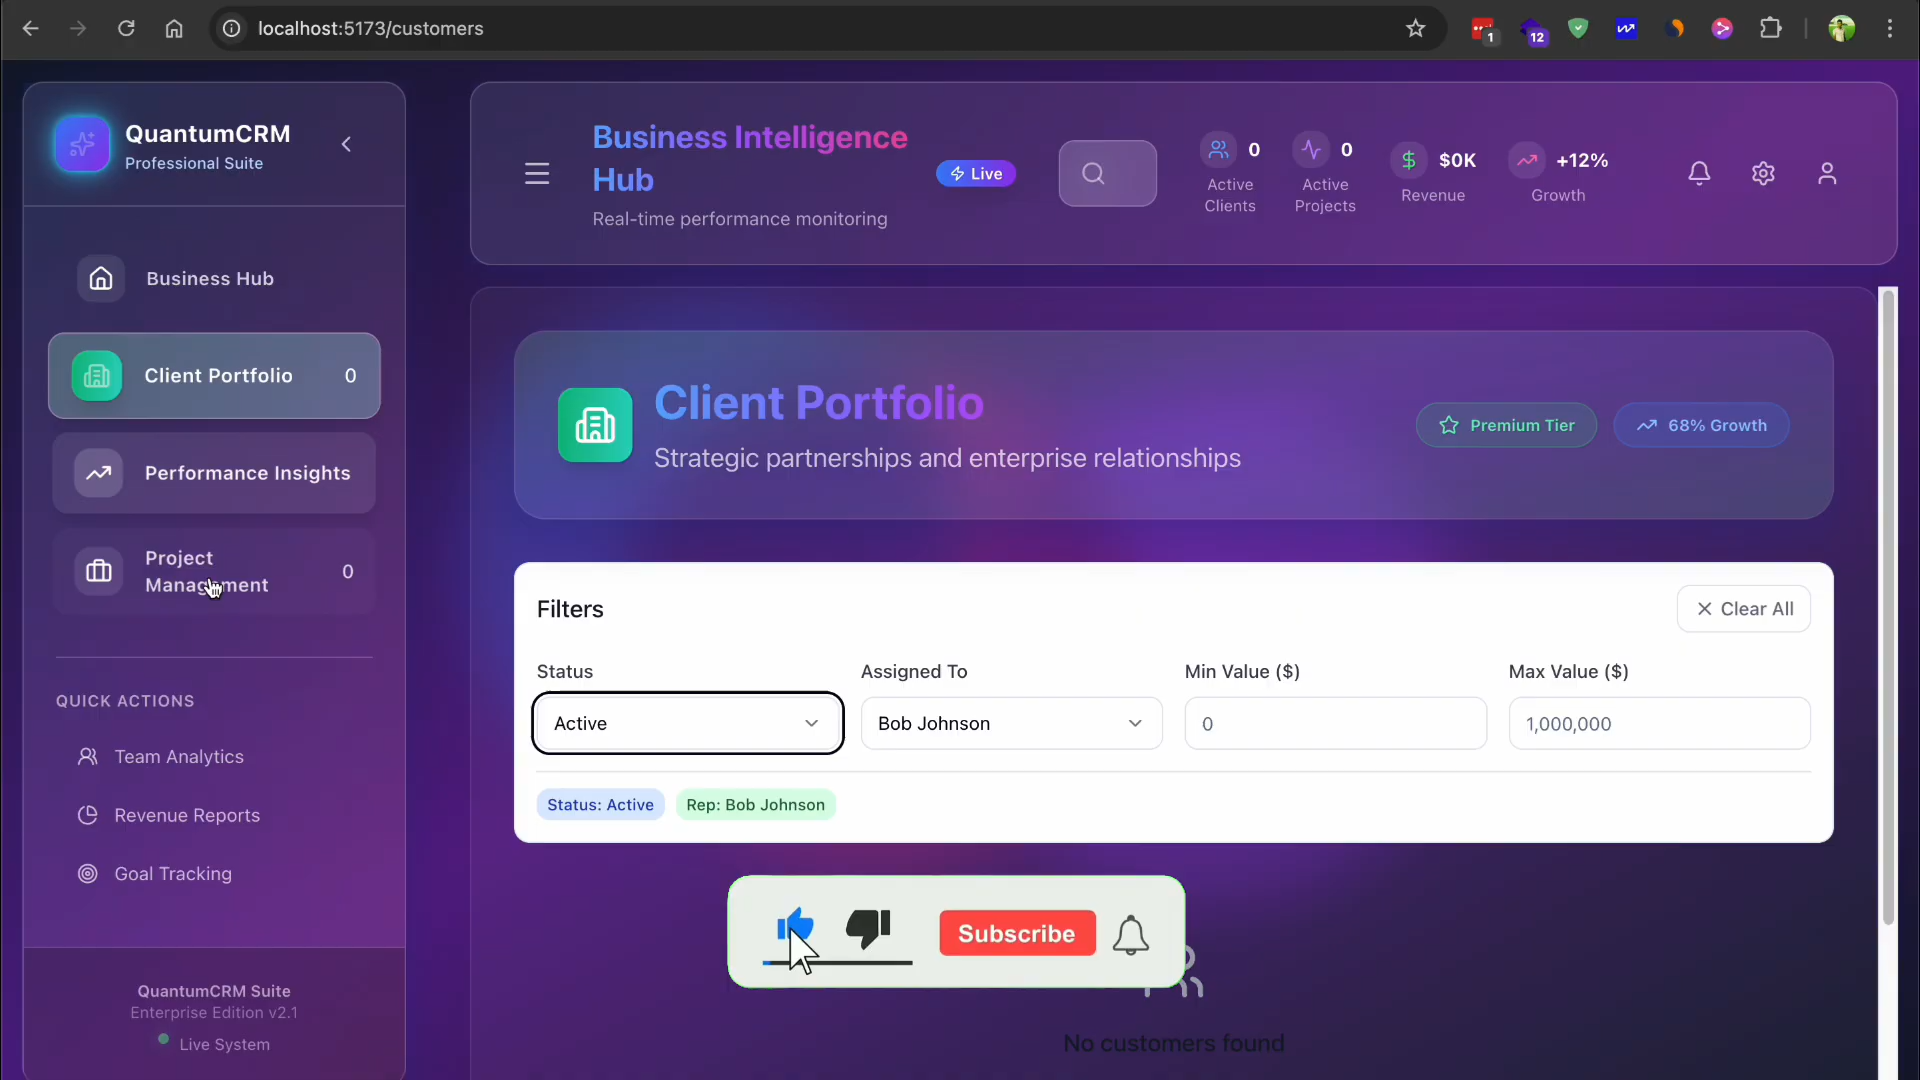 localhost:5173/customers
1
12
QuantumCRM
Professional Suite
Business Hub
Client Portfolio 0
Performance Insights
Project
Management
0
QUICK ACTIONS
Team Analytics
Revenue Reports
Goal Tracking
QuantumCRM Suite
Enterprise Edition v2.1
Live System
Business Intelligence
Hub
Real-time performance monitoring
Live
0
Active
Clients
0
Active
Projects
$0K
Revenue
+12%
Growth
Client Portfolio
Strategic partnerships and enterprise relationships
Premium Tier
68% Growth
Filters
Clear All
Status
Assigned To
Min Value ($)
Max Value ($)
Active
Bob Johnson
0
1,000,000
Status: Active
Rep: Bob Johnson
Subscribe
No customers found